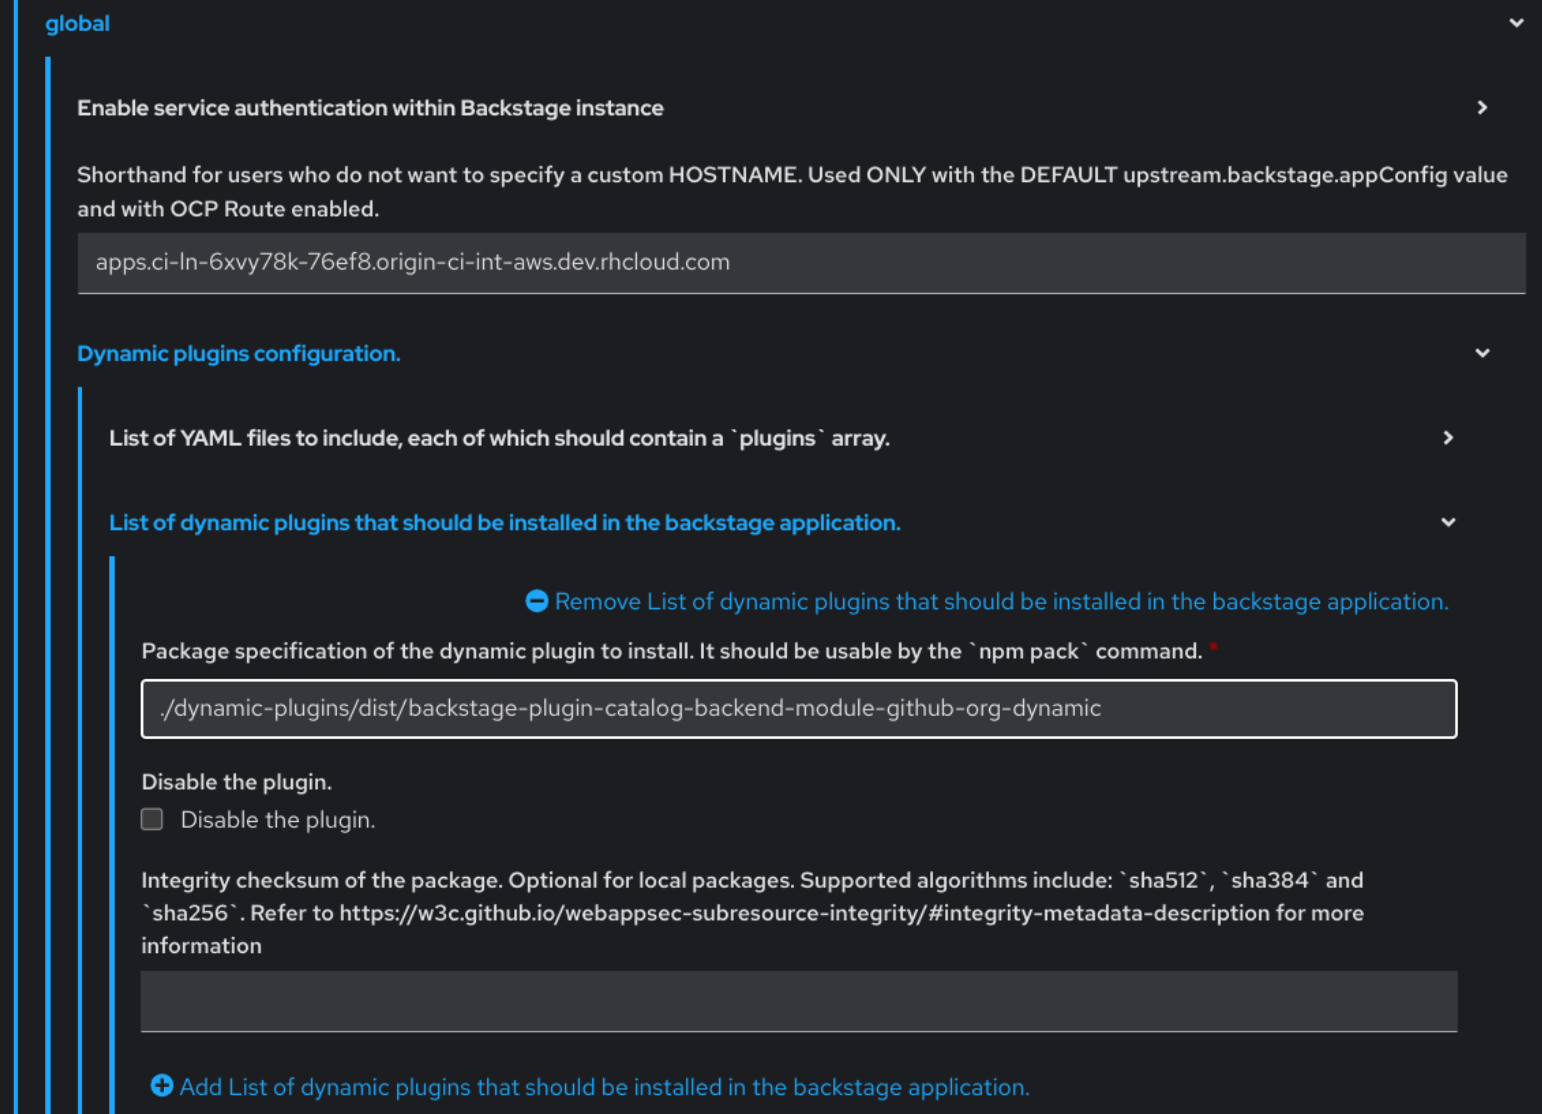 global
Enable service authentication within Backstage instance
Shorthand for users who do not want to specify a custom HOSTNAME. Used ONLY with the DEFAULT upstream.backstage.appConfig value
and with OCP Route enabled.
apps.ci-ln-6xvy78k-76ef8.origin-ci-int-aws.dev.rhcloud.com
Dynamic plugins configuration.
List of YAML files to include, each of which should contain a `plugins` array.
List of dynamic plugins that should be installed in the backstage application.
Remove List of dynamic plugins that should be installed in the backstage application.
Package specification of the dynamic plugin to install. It should be usable by the `npm pack` command. *
./dynamic-plugins/dist/backstage-plugin-catalog-backend-module-github-org-dynamic
Disable the plugin.
Disable the plugin.
Integrity checksum of the package. Optional for local packages. Supported algorithms include: `sha512`, `sha384` and
`sha256`. Refer to https://w3c.github.io/webappsec-subresource-integrity/#integrity-metadata-description for more
information
Add List of dynamic plugins that should be installed in the backstage application.